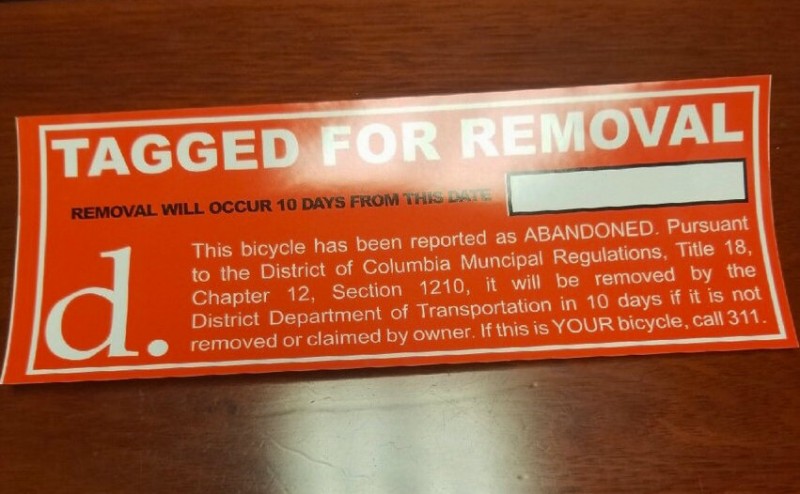 TAGGED FOR REMOVAL
REMOVAL WILL OCCUR 10 DAYS FROM THIS DATE
This bicycle has been reported as ABANDONED. Pursuant
to the District of Columbia Muncipal Regulations, Title 18,
Chapter 12, Section 1210, it will be removed by the
District Department of Transportation in 10 days if it is not
removed or claimed by owner. If this is YOUR bicycle, call 311.
d.